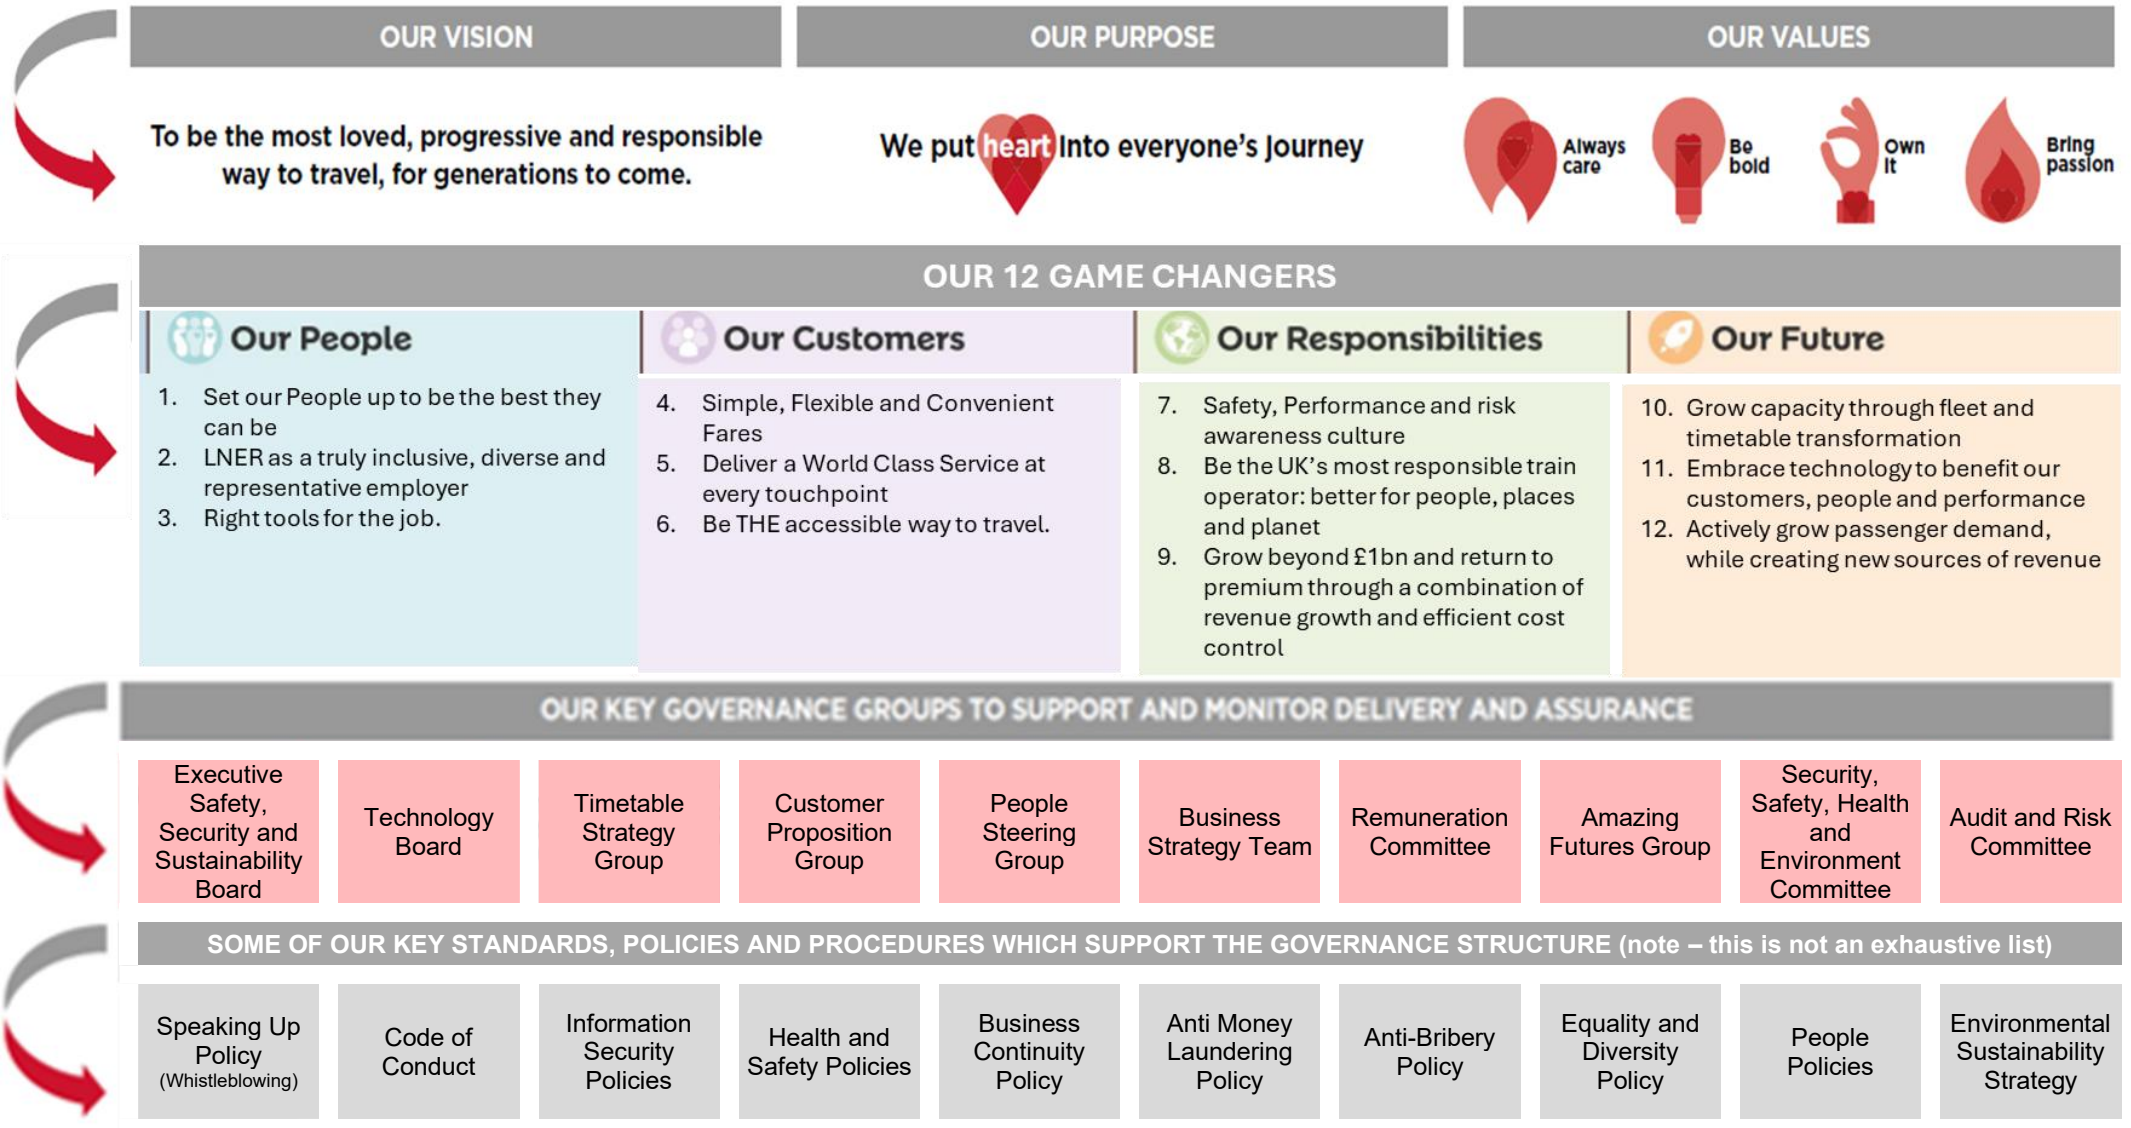 OUR VISION
OUR PURPOSE
OUR VALUES
To be the most loved, progressive and responsible
way to travel, for generations to come.
We put heart Into everyone's Journey
Always
care
Be
bold
Own
It
Bring
passion
OUR 12 GAME CHANGERS
Our People
1. Set our People up to be the best they
can be
2. LNER as a truly inclusive, diverse and
representative employer
3. Right tools for the job.
Our Customers
4. Simple, Flexible and Convenient
Fares
5. Deliver a World Class Service at
every touchpoint
6. Be THE accessible way to travel.
Our Responsibilities
7. Safety, Performance and risk
awareness culture
8. Be the UK's most responsible train
operator: better for people, places
and planet
9. Grow beyond £1bn and return to
premium through a combination of
revenue growth and efficient cost
control
Our Future
10. Grow capacity through fleet and
timetable transformation
11. Embrace technology to benefit our
customers, people and performance
12. Actively grow passenger demand,
while creating new sources of revenue
OUR KEY GOVERNANCE GROUPS TO SUPPORT AND MONITOR DELIVERY AND ASSURANCE
Executive
Safety,
Security and
Sustainability
Board
Technology
Board
Timetable
Strategy
Group
Customer
Proposition
Group
People
Steering
Group
Business
Strategy Team
Remuneration
Committee
Amazing
Futures Group
Security,
Safety, Health
and
Environment
Committee
Audit and Risk
Committee
SOME OF OUR KEY STANDARDS, POLICIES AND PROCEDURES WHICH SUPPORT THE GOVERNANCE STRUCTURE (note – this is not an exhaustive list)
Speaking Up
Policy
(Whistleblowing)
Code of
Conduct
Information
Security
Policies
Health and
Safety Policies
Business
Continuity
Policy
Anti Money
Laundering
Policy
Anti-Bribery
Policy
Equality and
Diversity
Policy
People
Policies
Environmental
Sustainability
Strategy